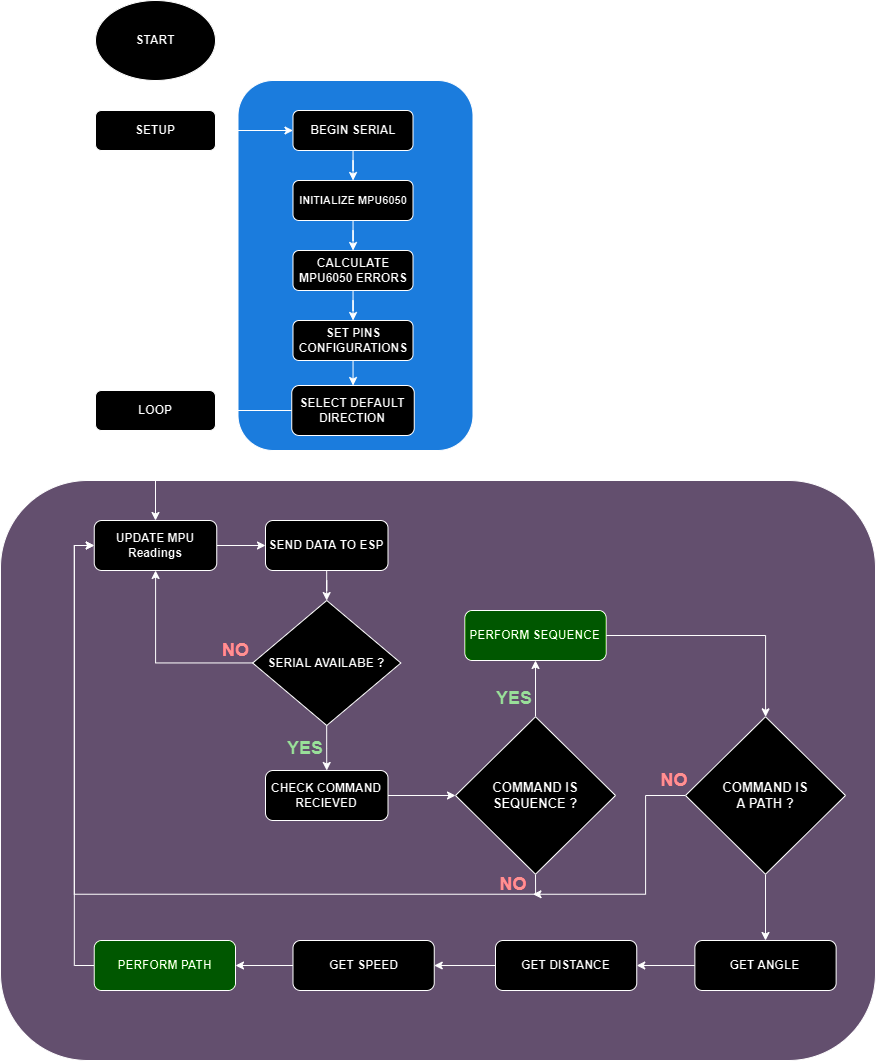 START
SETUP
BEGIN SERIAL
INITIALIZE MPU6050
CALCULATE
MPU6050 ERRORS
SET PINS
CONFIGURATIONS
LOOP
SELECT DEFAULT
DIRECTION
UPDATE MPU
Readings
SEND DATA TO ESP
NO
SERIAL AVAILABE ?
PERFORM SEQUENCE
YES
YES
CHECK COMMAND
RECIEVED
COMMAND IS
SEQUENCE ?
NO
COMMAND IS
A PATH ?
NO
PERFORM PATH
GET SPEED
GET DISTANCE
GET ANGLE